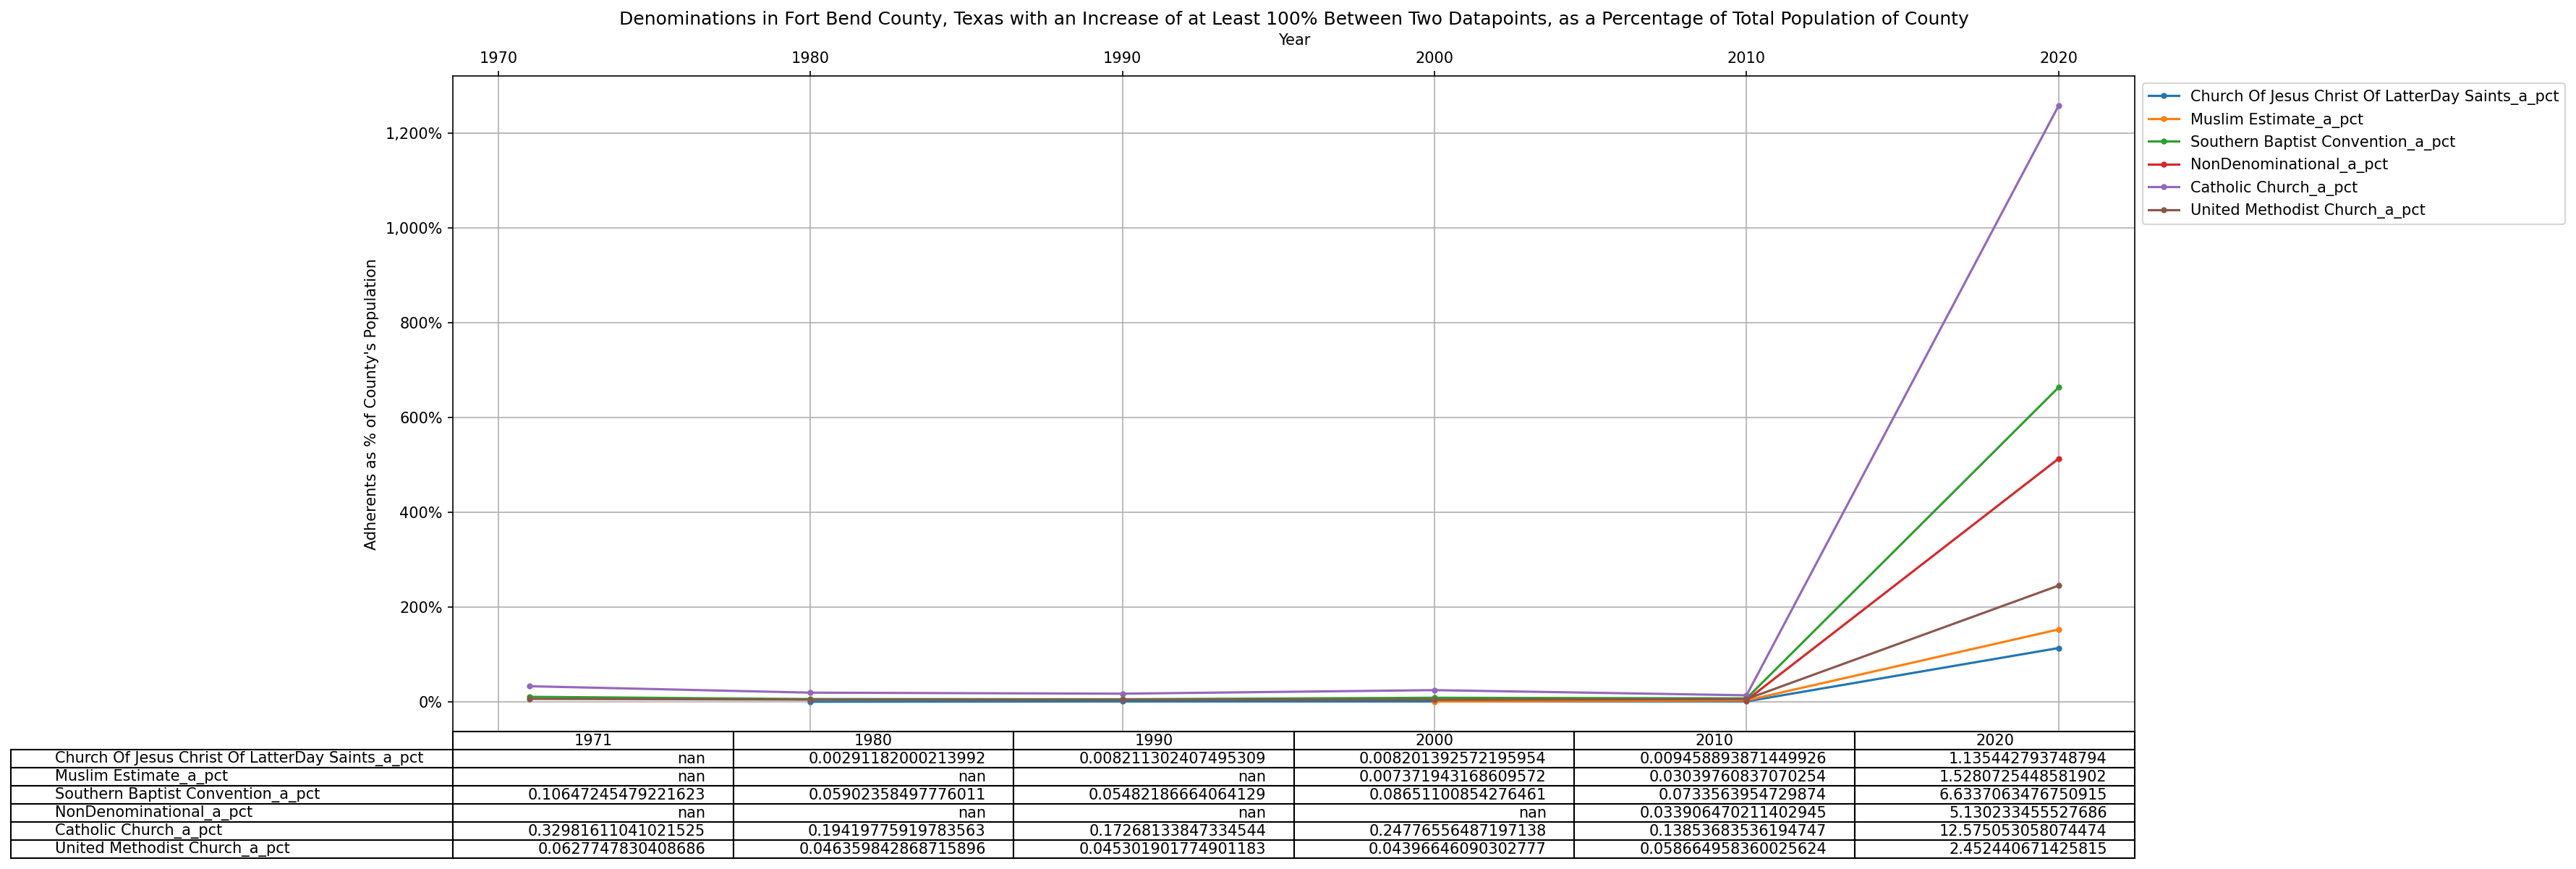 Denominations in Fort Bend County, Texas with an Increase of at Least 100% Between Two Datapoints, as a Percentage of Total Population of County
Year
1970 1980 1990 2000 2010 2020
Church Of Jesus Christ Of LatterDay Saints_a_pct
Muslim Estimate_a_pct
Southern Baptist Convention_a_pct
NonDenominational_a_pct
Catholic Church_a_pct
United Methodist Church_a_pct
Adherents as % of County's Population
1,200%
1,000%
800%
600%
400%
200%
0%
1971 1980 1990 2000 2010 2020
Church Of Jesus Christ Of LatterDay Saints_a_pct nan 0.00291182000213992 0.008211302407495309 0.008201392572195954 0.009458893871449926 1.135442793748794
Muslim Estimate_a_pct nan nan nan 0.007371943168609572 0.03039760837070254 1.5280725448581902
Southern Baptist Convention_a_pct 0.10647245479221623 0.05902358497776011 0.05482186664064129 0.08651100854276461 0.0733563954729874 6.6337063476750915
NonDenominational_a_pct nan nan nan nan 0.033906470211402945 5.130233455527686
Catholic Church_a_pct 0.32981611041021525 0.19419775919783563 0.17268133847334544 0.24776556487197138 0.13853683536194747 12.575053058074474
United Methodist Church_a_pct 0.0627747830408686 0.046359842868715896 0.045301901774901183 0.04396646090302777 0.058664958360025624 2.452440671425815